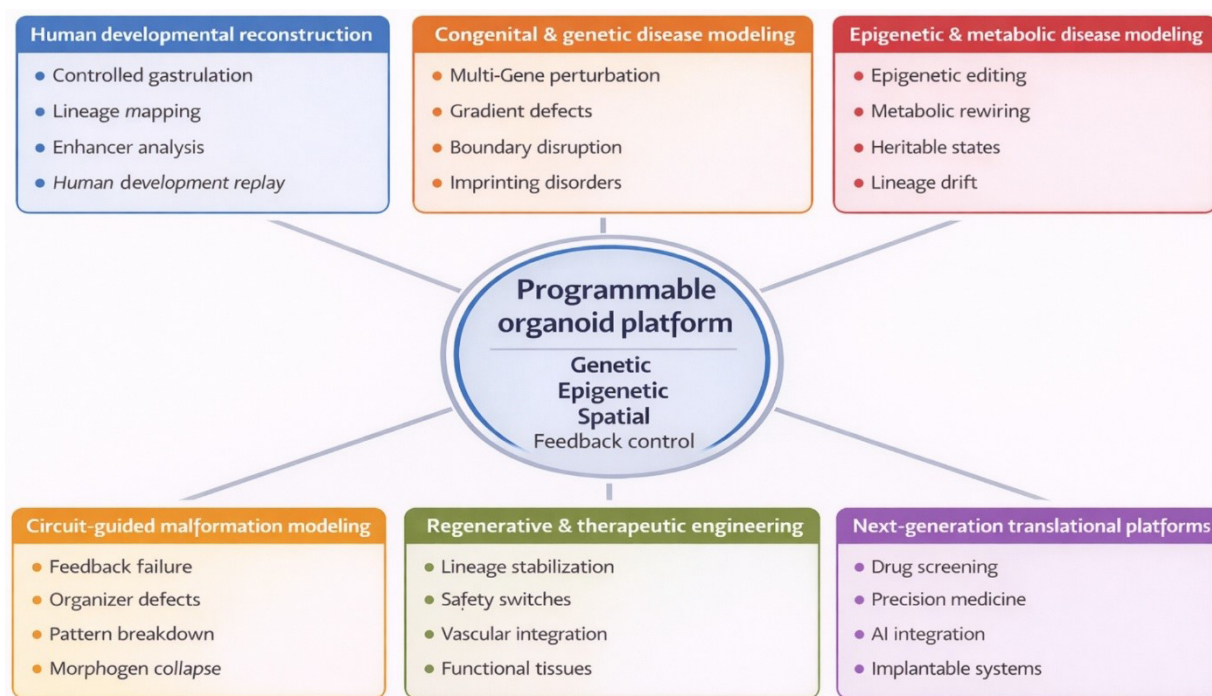 Human developmental reconstruction
Controlled gastrulation
Lineage mapping
Enhancer analysis
Human development replay
Congenital & genetic disease modeling
Multi-Gene perturbation
Gradient defects
Boundary disruption
Imprinting disorders
Epigenetic & metabolic disease modeling
Epigenetic editing
Metabolic rewiring
Heritable states
Lineage drift
Programmable
organoid platform
Genetic
Epigenetic
Spatial
Feedback control
Circuit-guided malformation modeling
Feedback failure
Organizer defects
Pattern breakdown
Morphogen collapse
Regenerative & therapeutic engineering
Lineage stabilization
Safety switches
Vascular integration
Functional tissues
Next-generation translational platforms
Drug screening
Precision medicine
AI integration
Implantable systems